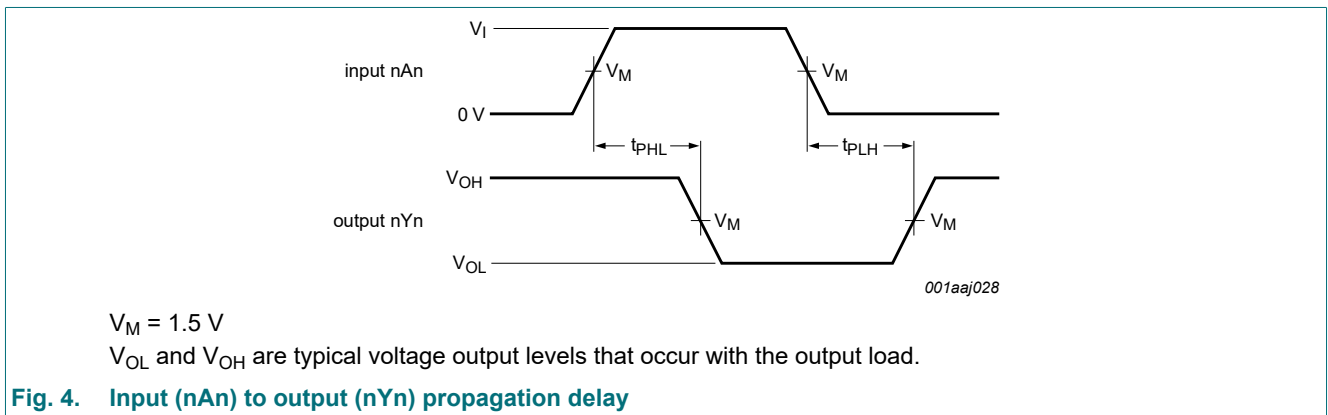 VI
input nAn
VM
VM
0 V
tPHL
tPLH
VOH
output nYn
VM
VM
VOL
001aaj028
VM = 1.5 V
VOL and VOH are typical voltage output levels that occur with the output load.
Fig. 4. Input (nAn) to output (nYn) propagation delay